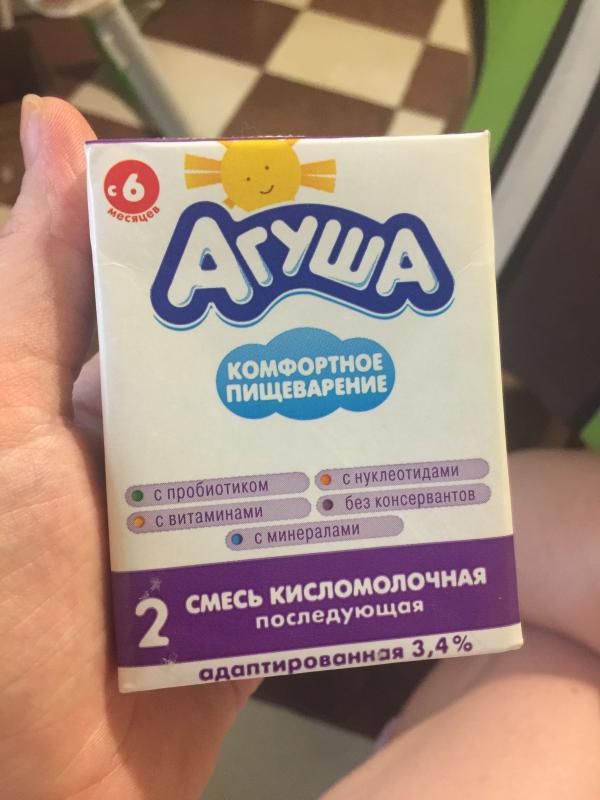 с 6
месяцев
АГУША
КОМФОРТНОЕ
ПИЩЕВАРЕНИЕ
с пробиотиком
с нуклеотидами
с витаминами
без консервантов
с минералами
2
СМЕСЬ КИСЛОМОЛОЧНАЯ
последующая
адаптированная 3,4%